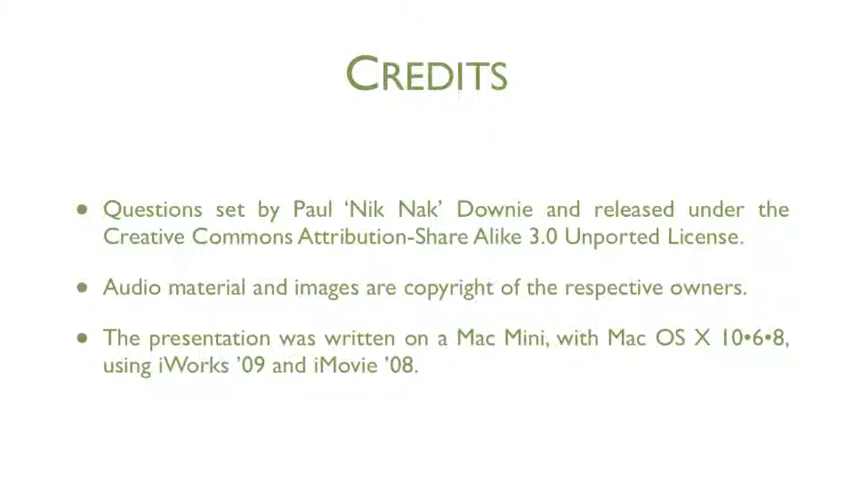 CREDITS
• Questions set by Paul ‘Nik Nak’ Downie and released under the
Creative Commons Attribution-Share Alike 3.0 Unported License.
• Audio material and images are copyright of the respective owners.
• The presentation was written on a Mac Mini, with Mac OS X 10•6•8,
using iWorks ’09 and iMovie ’08.